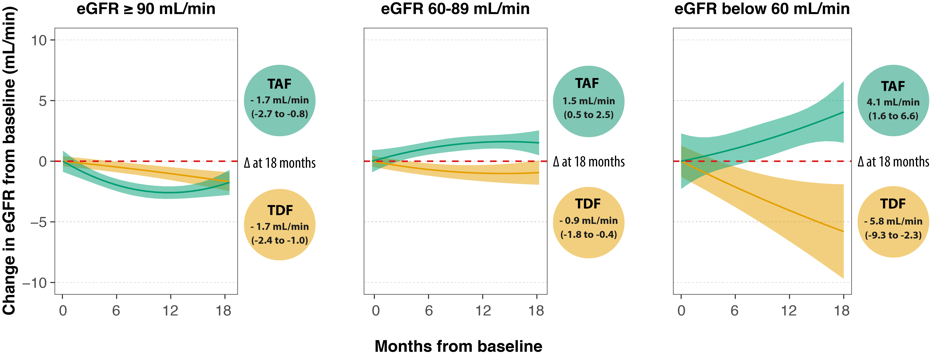 eGFR ≥ 90 mL/min
eGFR 60-89 mL/min
eGFR below 60 mL/min
Change in eGFR from baseline (mL/min)
10
5
0
−5
−10
TAF
- 1.7 mL/min
(-2.7 to -0.8)
Δ at 18 months
TDF
- 1.7 mL/min
(-2.4 to -1.0)
TAF
1.5 mL/min
(0.5 to 2.5)
Δ at 18 months
TDF
- 0.9 mL/min
(-1.8 to -0.4)
TAF
4.1 mL/min
(1.6 to 6.6)
Δ at 18 months
TDF
- 5.8 mL/min
(-9.3 to -2.3)
0 6 12 18
0 6 12 18
0 6 12 18
Months from baseline